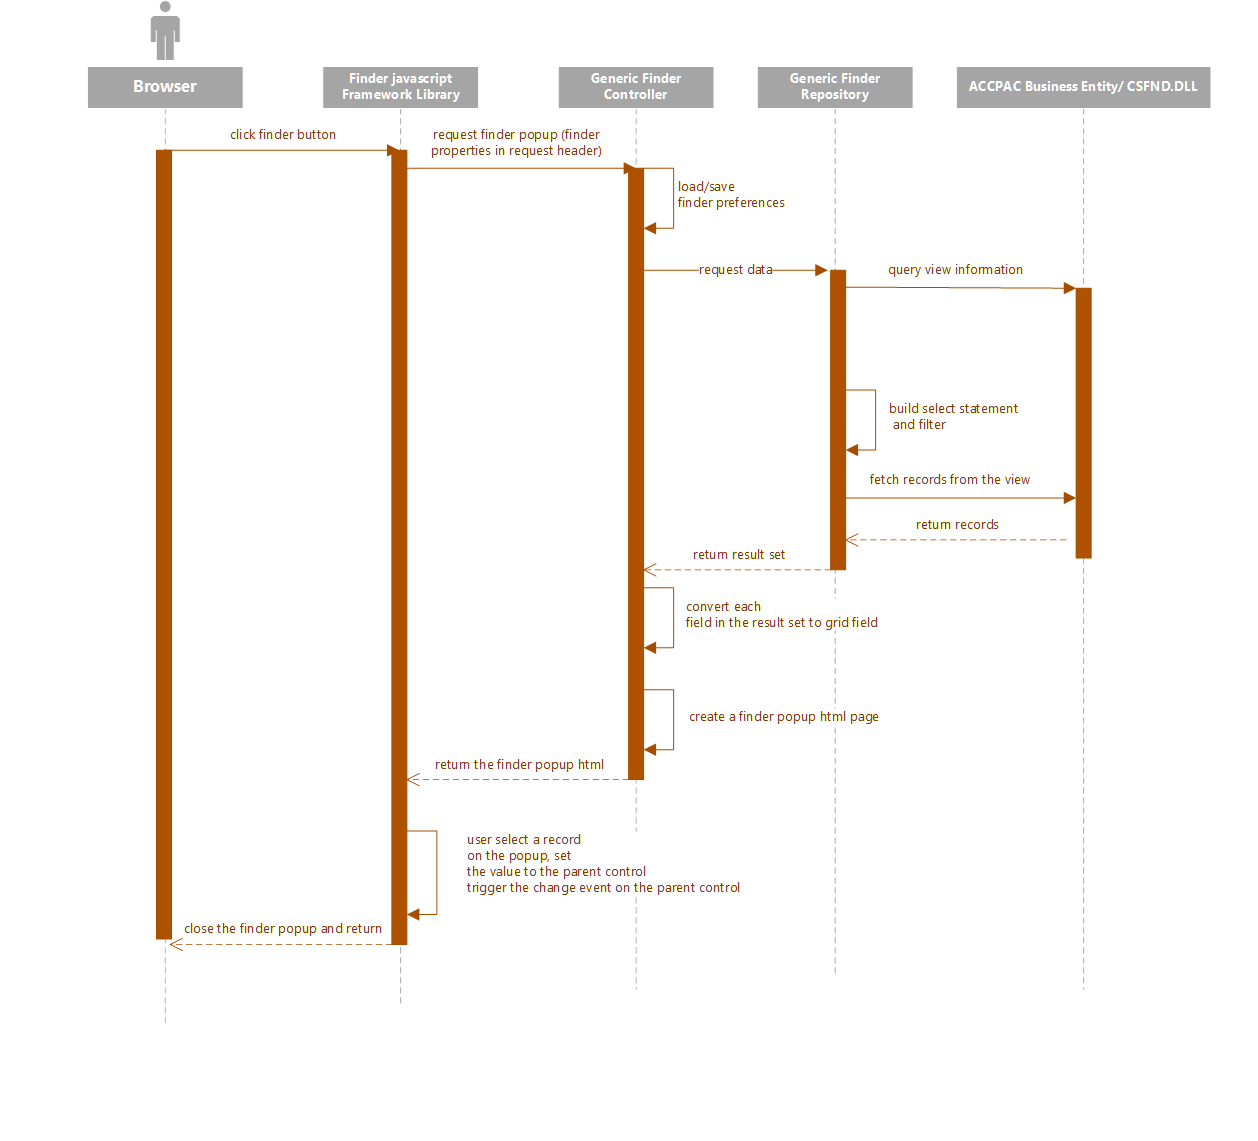 Browser
Finder javascript
Framework Library
Generic Finder
Controller
Generic Finder
Repository
ACCPAC Business Entity/ CSFND.DLL
click finder button
request finder popup (finder
properties in request header)
load/save
finder preferences
request data
query view information
build select statement
and filter
fetch records from the view
return records
return result set
convert each
field in the result set to grid field
create a finder popup html page
return the finder popup html
user select a record
on the popup, set
the value to the parent control
trigger the change event on the parent control
close the finder popup and return